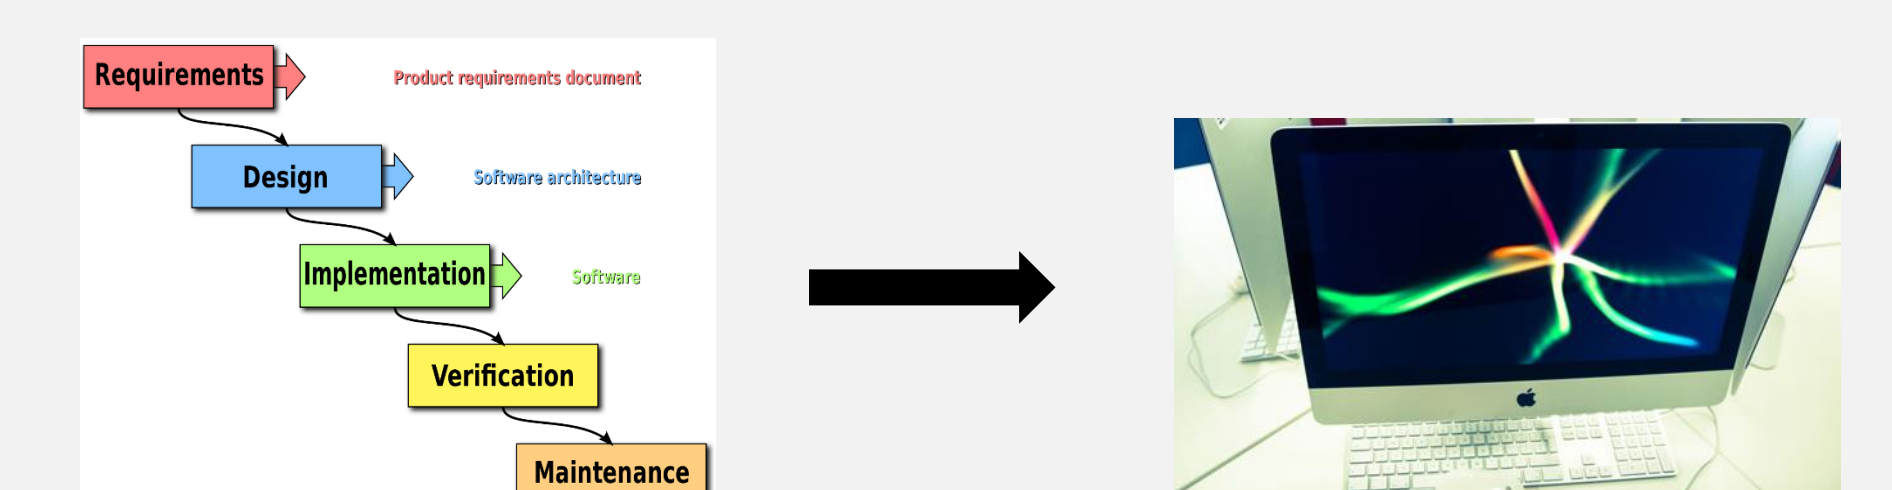 Requirements
Product requirements document
Design
Software architecture
Implementation
Software
Verification
Maintenance